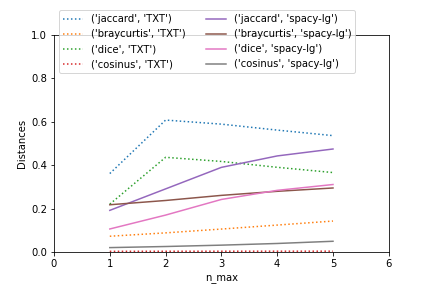 ('jaccard', 'TXT') ('jaccard', 'spacy-lg')
('braycurtis', 'TXT') ('braycurtis', 'spacy-lg')
('dice', 'TXT') ('dice', 'spacy-lg')
('cosinus', 'TXT') ('cosinus', 'spacy-lg')
1.0
0.8
0.6
0.4
0.2
0.0
Distances
0 1 2 3 4 5 6
n_max